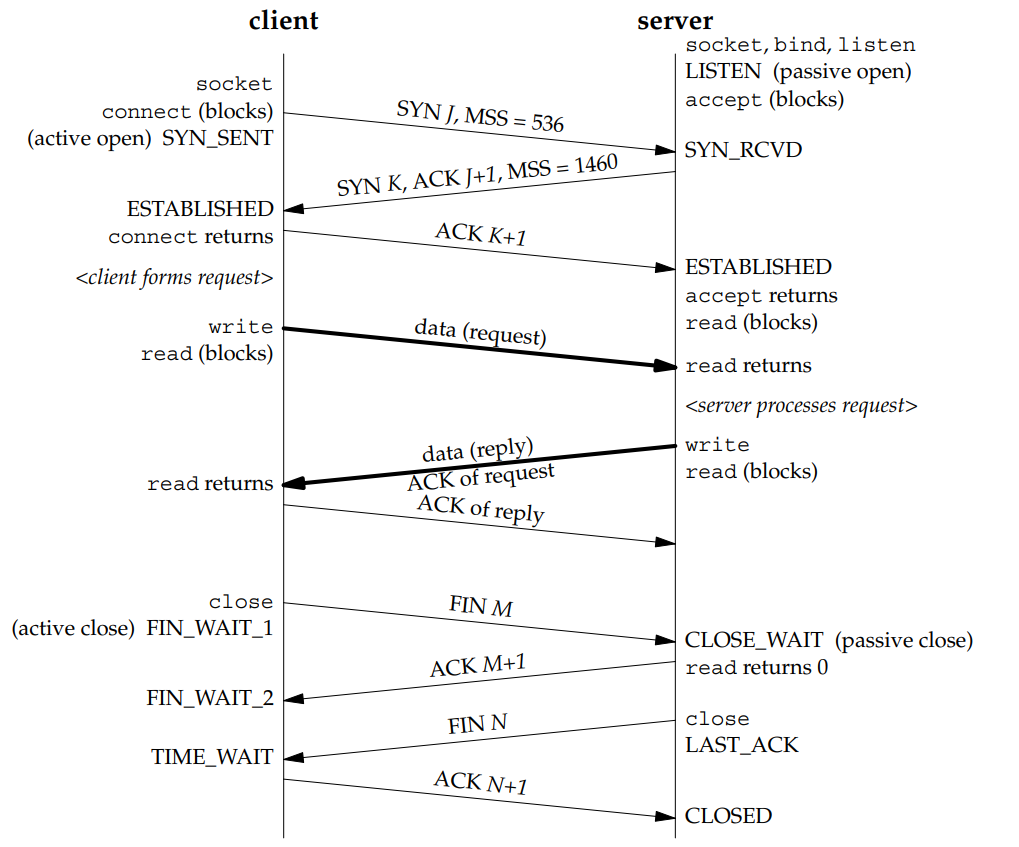 client
server
socket, bind, listen
LISTEN (passive open)
accept (blocks)
socket
connect (blocks)
(active open) SYN_SENT
SYN J, MSS = 536
SYN_RCVD
SYN K, ACK J+1, MSS = 1460
ESTABLISHED
connect returns
ACK K+1
<client forms request>
ESTABLISHED
accept returns
read (blocks)
write
read (blocks)
data (request)
read returns
<server processes request>
write
read (blocks)
data (reply)
ACK of request
read returns
ACK of reply
close
(active close) FIN_WAIT_1
FIN M
CLOSE_WAIT (passive close)
read returns 0
ACK M+1
FIN_WAIT_2
close
LAST_ACK
FIN N
TIME_WAIT
ACK N+1
CLOSED